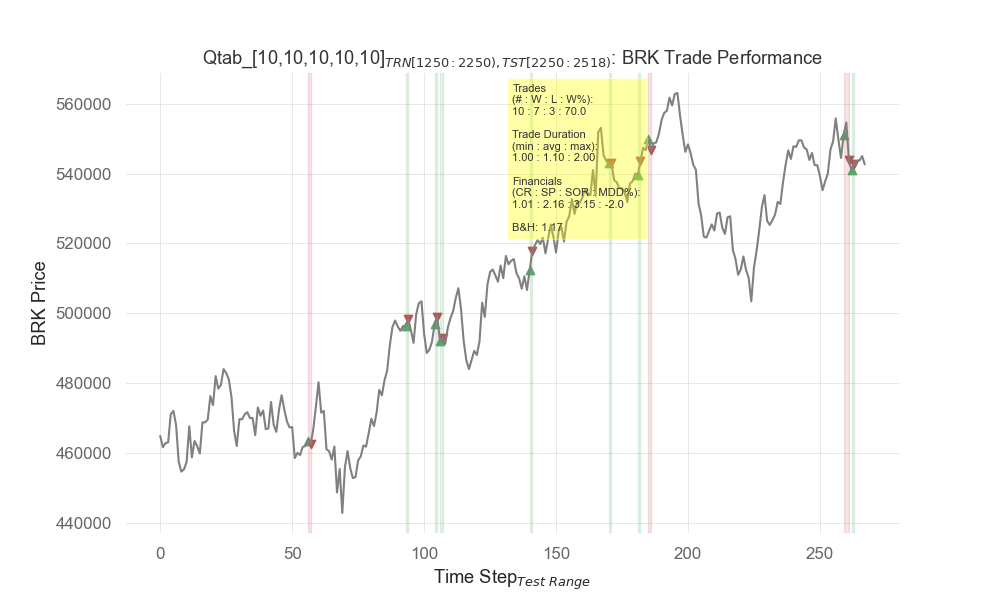 Qtab_[10,10,10,10,10]TRN[1250:2250),TST[2250:2518): BRK Trade Performance
Trades
(# : W : L : W%):
10 : 7 : 3 : 70.0
Trade Duration
(min : avg : max):
1.00 : 1.10 : 2.00
Financials
(CR : SP : SOR : MDD%):
1.01 : 2.16 : 3.15 : -2.0
B&H: 1.17
BRK Price
560000
540000
520000
500000
480000
460000
440000
0 50 100 150 200 250
Time Step Test Range